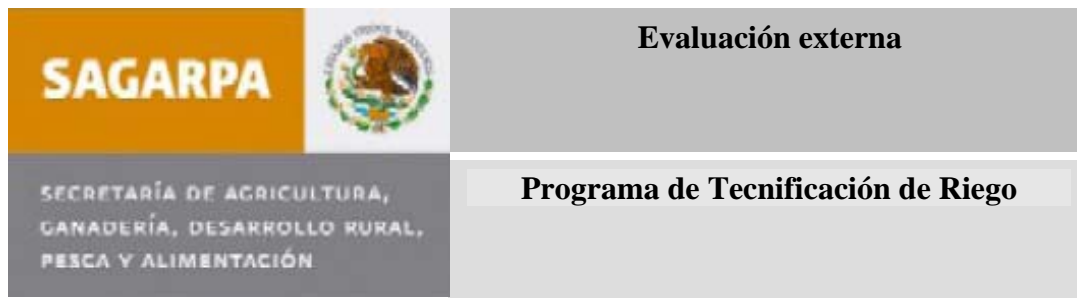 SAGARPA
SECRETARÍA DE AGRICULTURA,
GANADERÍA, DESARROLLO RURAL,
PESCA Y ALIMENTACIÓN
Evaluación externa
Programa de Tecnificación de Riego